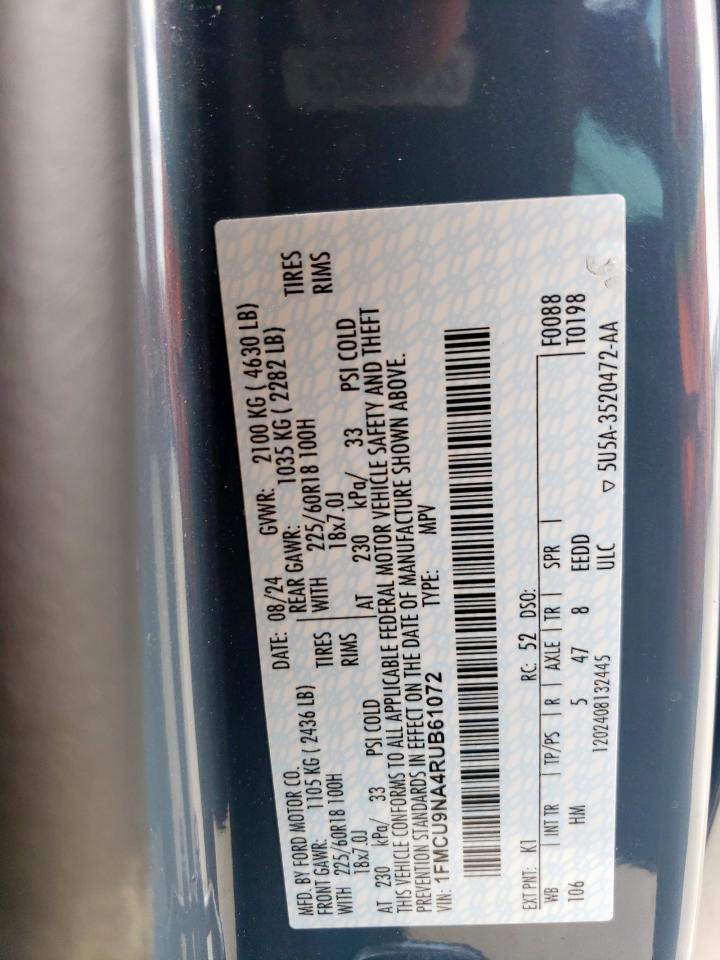 MFD. BY FORD MOTOR CO.
DATE: 08/24 GVWR: 2100 KG ( 4630 LB)
FRONT GAWR: 1105 KG ( 2436 LB) REAR GAWR: 1035 KG ( 2282 LB)
WITH 225/60R18 100H TIRES WITH 225/60R18 100H TIRES
18x7.0J RIMS 18x7.0J RIMS
AT 230 kPa/ 33 PSI COLD AT 230 kPa/ 33 PSI COLD
THIS VEHICLE CONFORMS TO ALL APPLICABLE FEDERAL MOTOR VEHICLE SAFETY AND THEFT
PREVENTION STANDARDS IN EFFECT ON THE DATE OF MANUFACTURE SHOWN ABOVE.
VIN: 1FMCU9NA4RUB61072 TYPE: MPV
EXT PNT: K1 RC: 52 DSO: F0088
WB INT TR TP/PS R AXLE TR SPR T0198
106 HM 5 47 8 EEDD
1202408132445 ULC ▽ 5U5A-3520472-AA